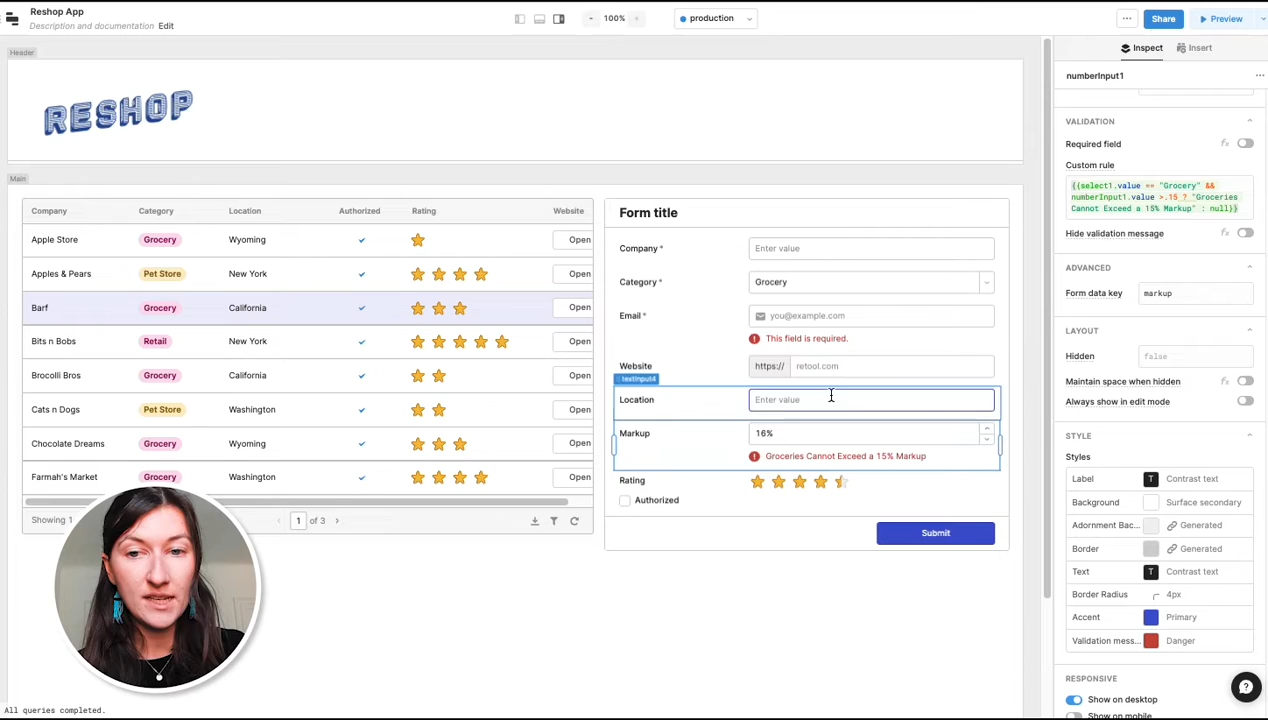 Reshop App
Description and documentation Edit
- 100% +
production
Share
Preview
Header
RESHOP
Inspect
Insert
numberInput1
VALIDATION
Required field
fx
Custom rule
{{select1.value == "Grocery" &&
numberInput1.value >.15 ? "Groceries
Cannot Exceed a 15% Markup" : null}}
Hide validation message
fx
ADVANCED
Form data key
markup
LAYOUT
Hidden
false
Maintain space when hidden
fx
Always show in edit mode
STYLE
Styles
Label T Contrast text
Background Surface secondary
Adornment Bac... Generated
Border Generated
Text T Contrast text
Border Radius 4px
Accent Primary
Validation mess... Danger
RESPONSIVE
Show on desktop
Show on mobile
Main
Company Category Location Authorized Rating Website
Apple Store Grocery Wyoming Open
Apples & Pears Pet Store New York Open
Barf Grocery California Open
Bits n Bobs Retail New York Open
Brocolli Bros Grocery California Open
Cats n Dogs Pet Store Washington Open
Chocolate Dreams Grocery Wyoming Open
Farmah's Market Grocery Washington Open
Showing 1
1 of 3
Form title
Company *
Enter value
Category *
Grocery
Email *
you@example.com
This field is required.
Website
https:// retool.com
textInput4
Location
Enter value
Markup
16%
Groceries Cannot Exceed a 15% Markup
Rating
Authorized
Submit
All queries completed.